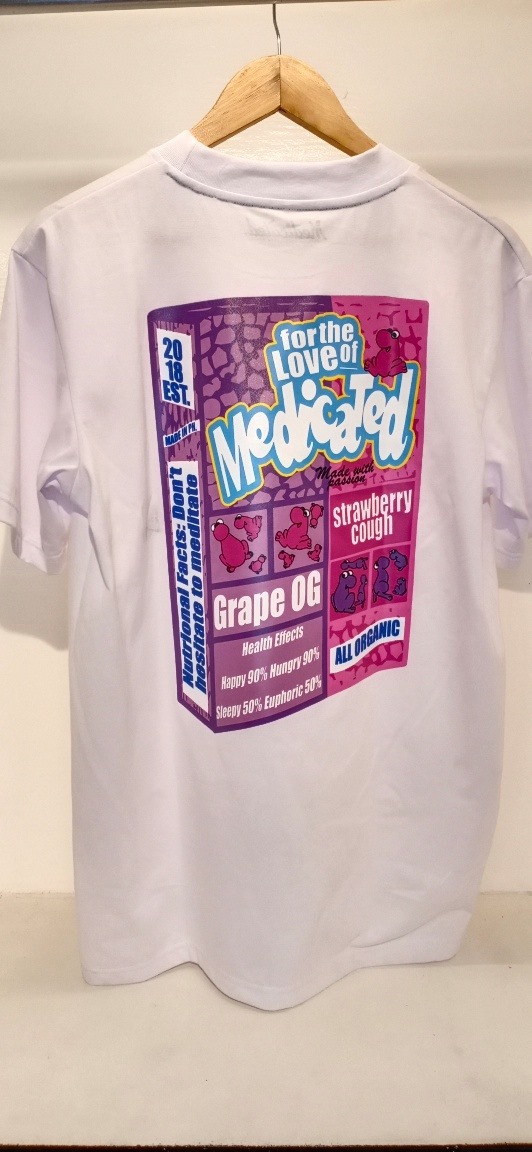 for the
Love of
Medicated
Made with
passion
20
18
EST.
MADE IN PH.
Nutrional Facts: Don't
hesitate to meditate
strawberry
cough
Grape OG
Health Effects
Happy 90% Hungry 90%
Sleepy 50% Euphoric 50%
ALL ORGANIC